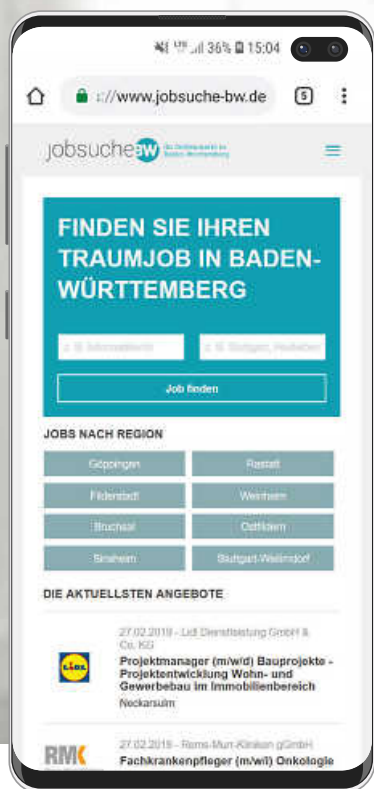 LTE 36% 15:04
://www.jobsuche-bw.de 5
jobsuche BW
FINDEN SIE
IHREN
TRAUMJOB IN BADEN-
WÜRTTEMBERG
Job finden
JOBS NACH REGION
Göppingen Rastatt
Filderstadt Weinheim
Bruchsal Ostfildern
Sinsheim Stuttgart-Weilimdorf
DIE AKTUELLSTEN ANGEBOTE
27.02.2019 - Lidl Dienstleistung GmbH &
Co. KG
LIDL
Projektmanager (m/w/d) Bauprojekte -
Projektentwicklung Wohn- und
Gewerbebau im Immobilienbereich
Neckarsulm
27.02.2019 - Rems-Murr-Kliniken gGmbH
RMK
Fachkrankenpfleger (m/w/i) Onkologie